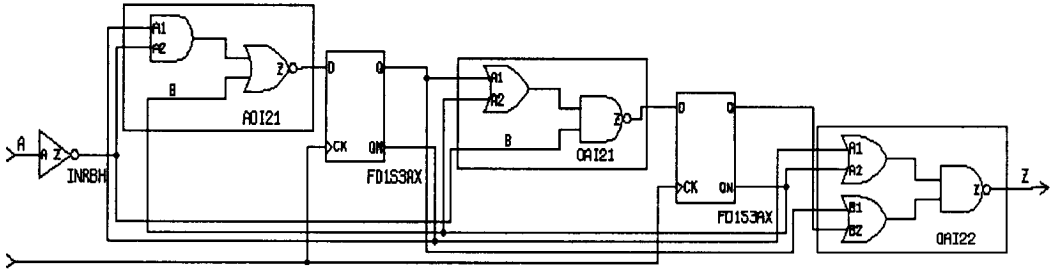 A
A Z
INRBH
A1
A2
B
Z
AOI21
D
Q
CK
QN
FD1S3AX
A1
A2
B
Z
OAI21
D
Q
CK
QN
FD1S3AX
A1
A2
B1
B2
Z
OAI22
Z